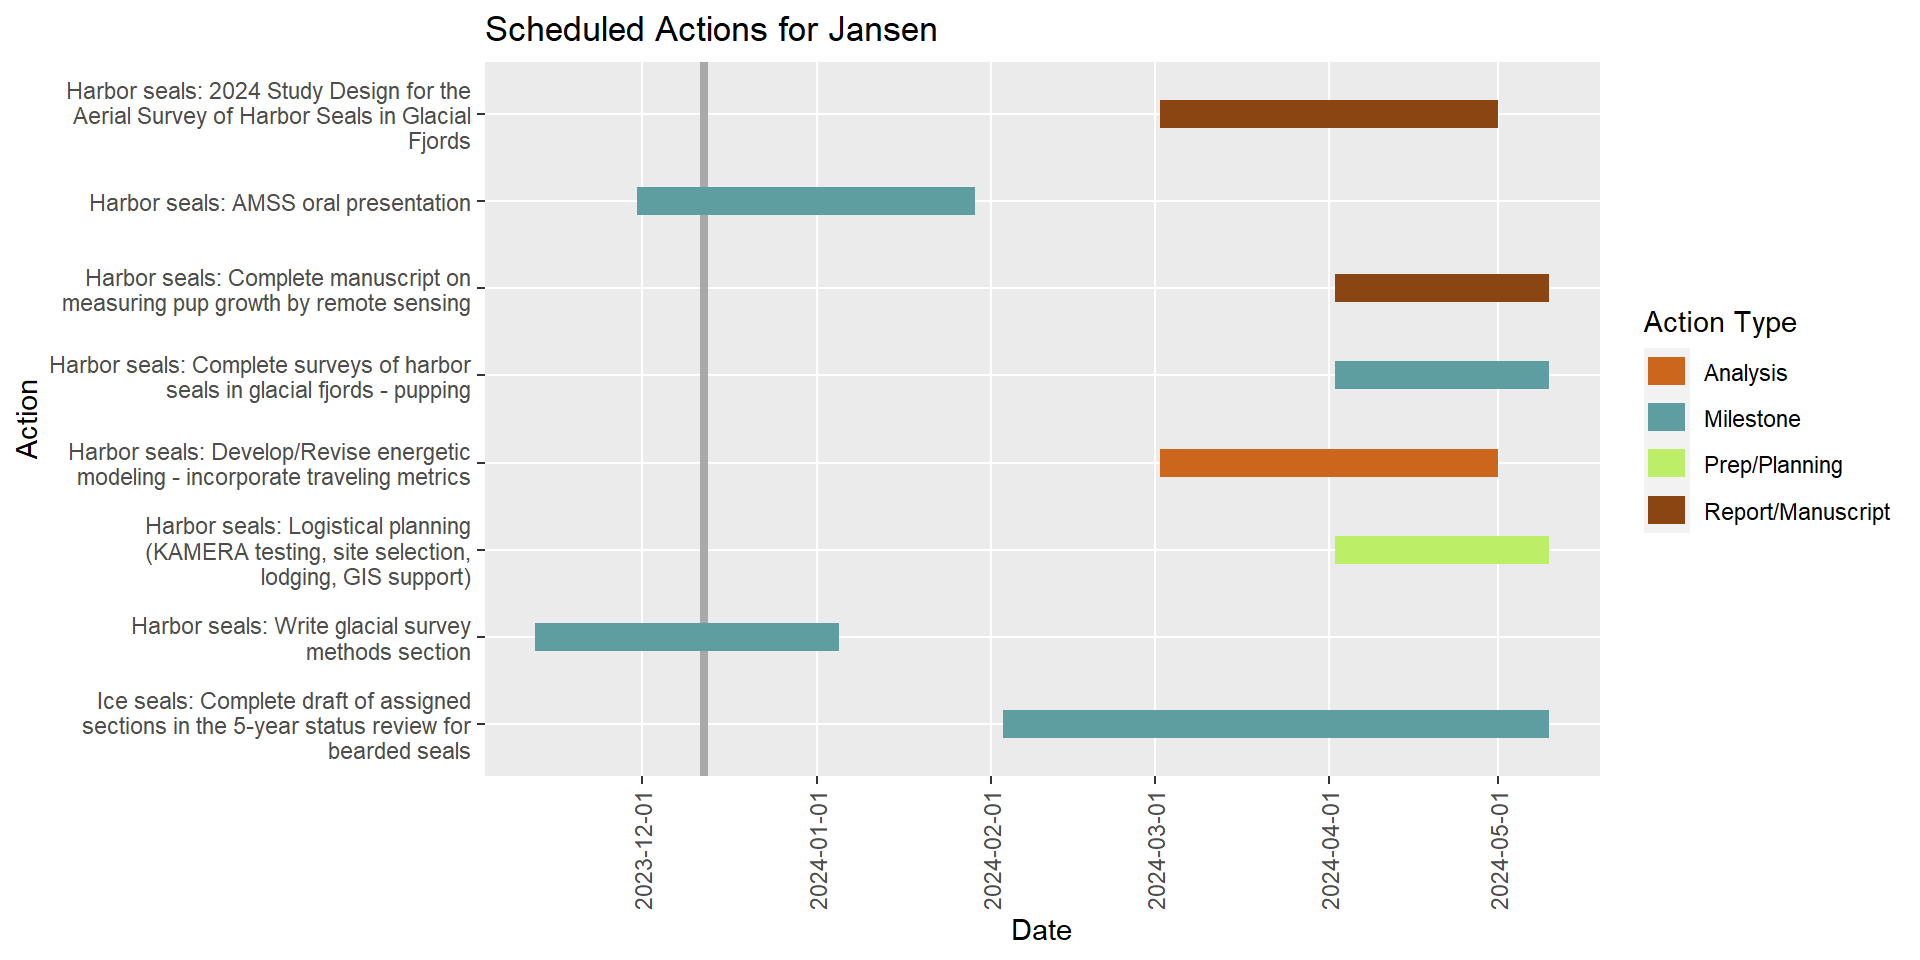 Scheduled Actions for Jansen
Harbor seals: 2024 Study Design for the
Aerial Survey of Harbor Seals in Glacial
Fjords
Harbor seals: AMSS oral presentation
Harbor seals: Complete manuscript on
measuring pup growth by remote sensing
Harbor seals: Complete surveys of harbor
seals in glacial fjords - pupping
Harbor seals: Develop/Revise energetic
modeling - incorporate traveling metrics
Harbor seals: Logistical planning
(KAMERA testing, site selection,
lodging, GIS support)
Harbor seals: Write glacial survey
methods section
Ice seals: Complete draft of assigned
sections in the 5-year status review for
bearded seals
Action
2023-12-01
2024-01-01
2024-02-01
2024-03-01
2024-04-01
2024-05-01
Date
Action Type
Analysis
Milestone
Prep/Planning
Report/Manuscript